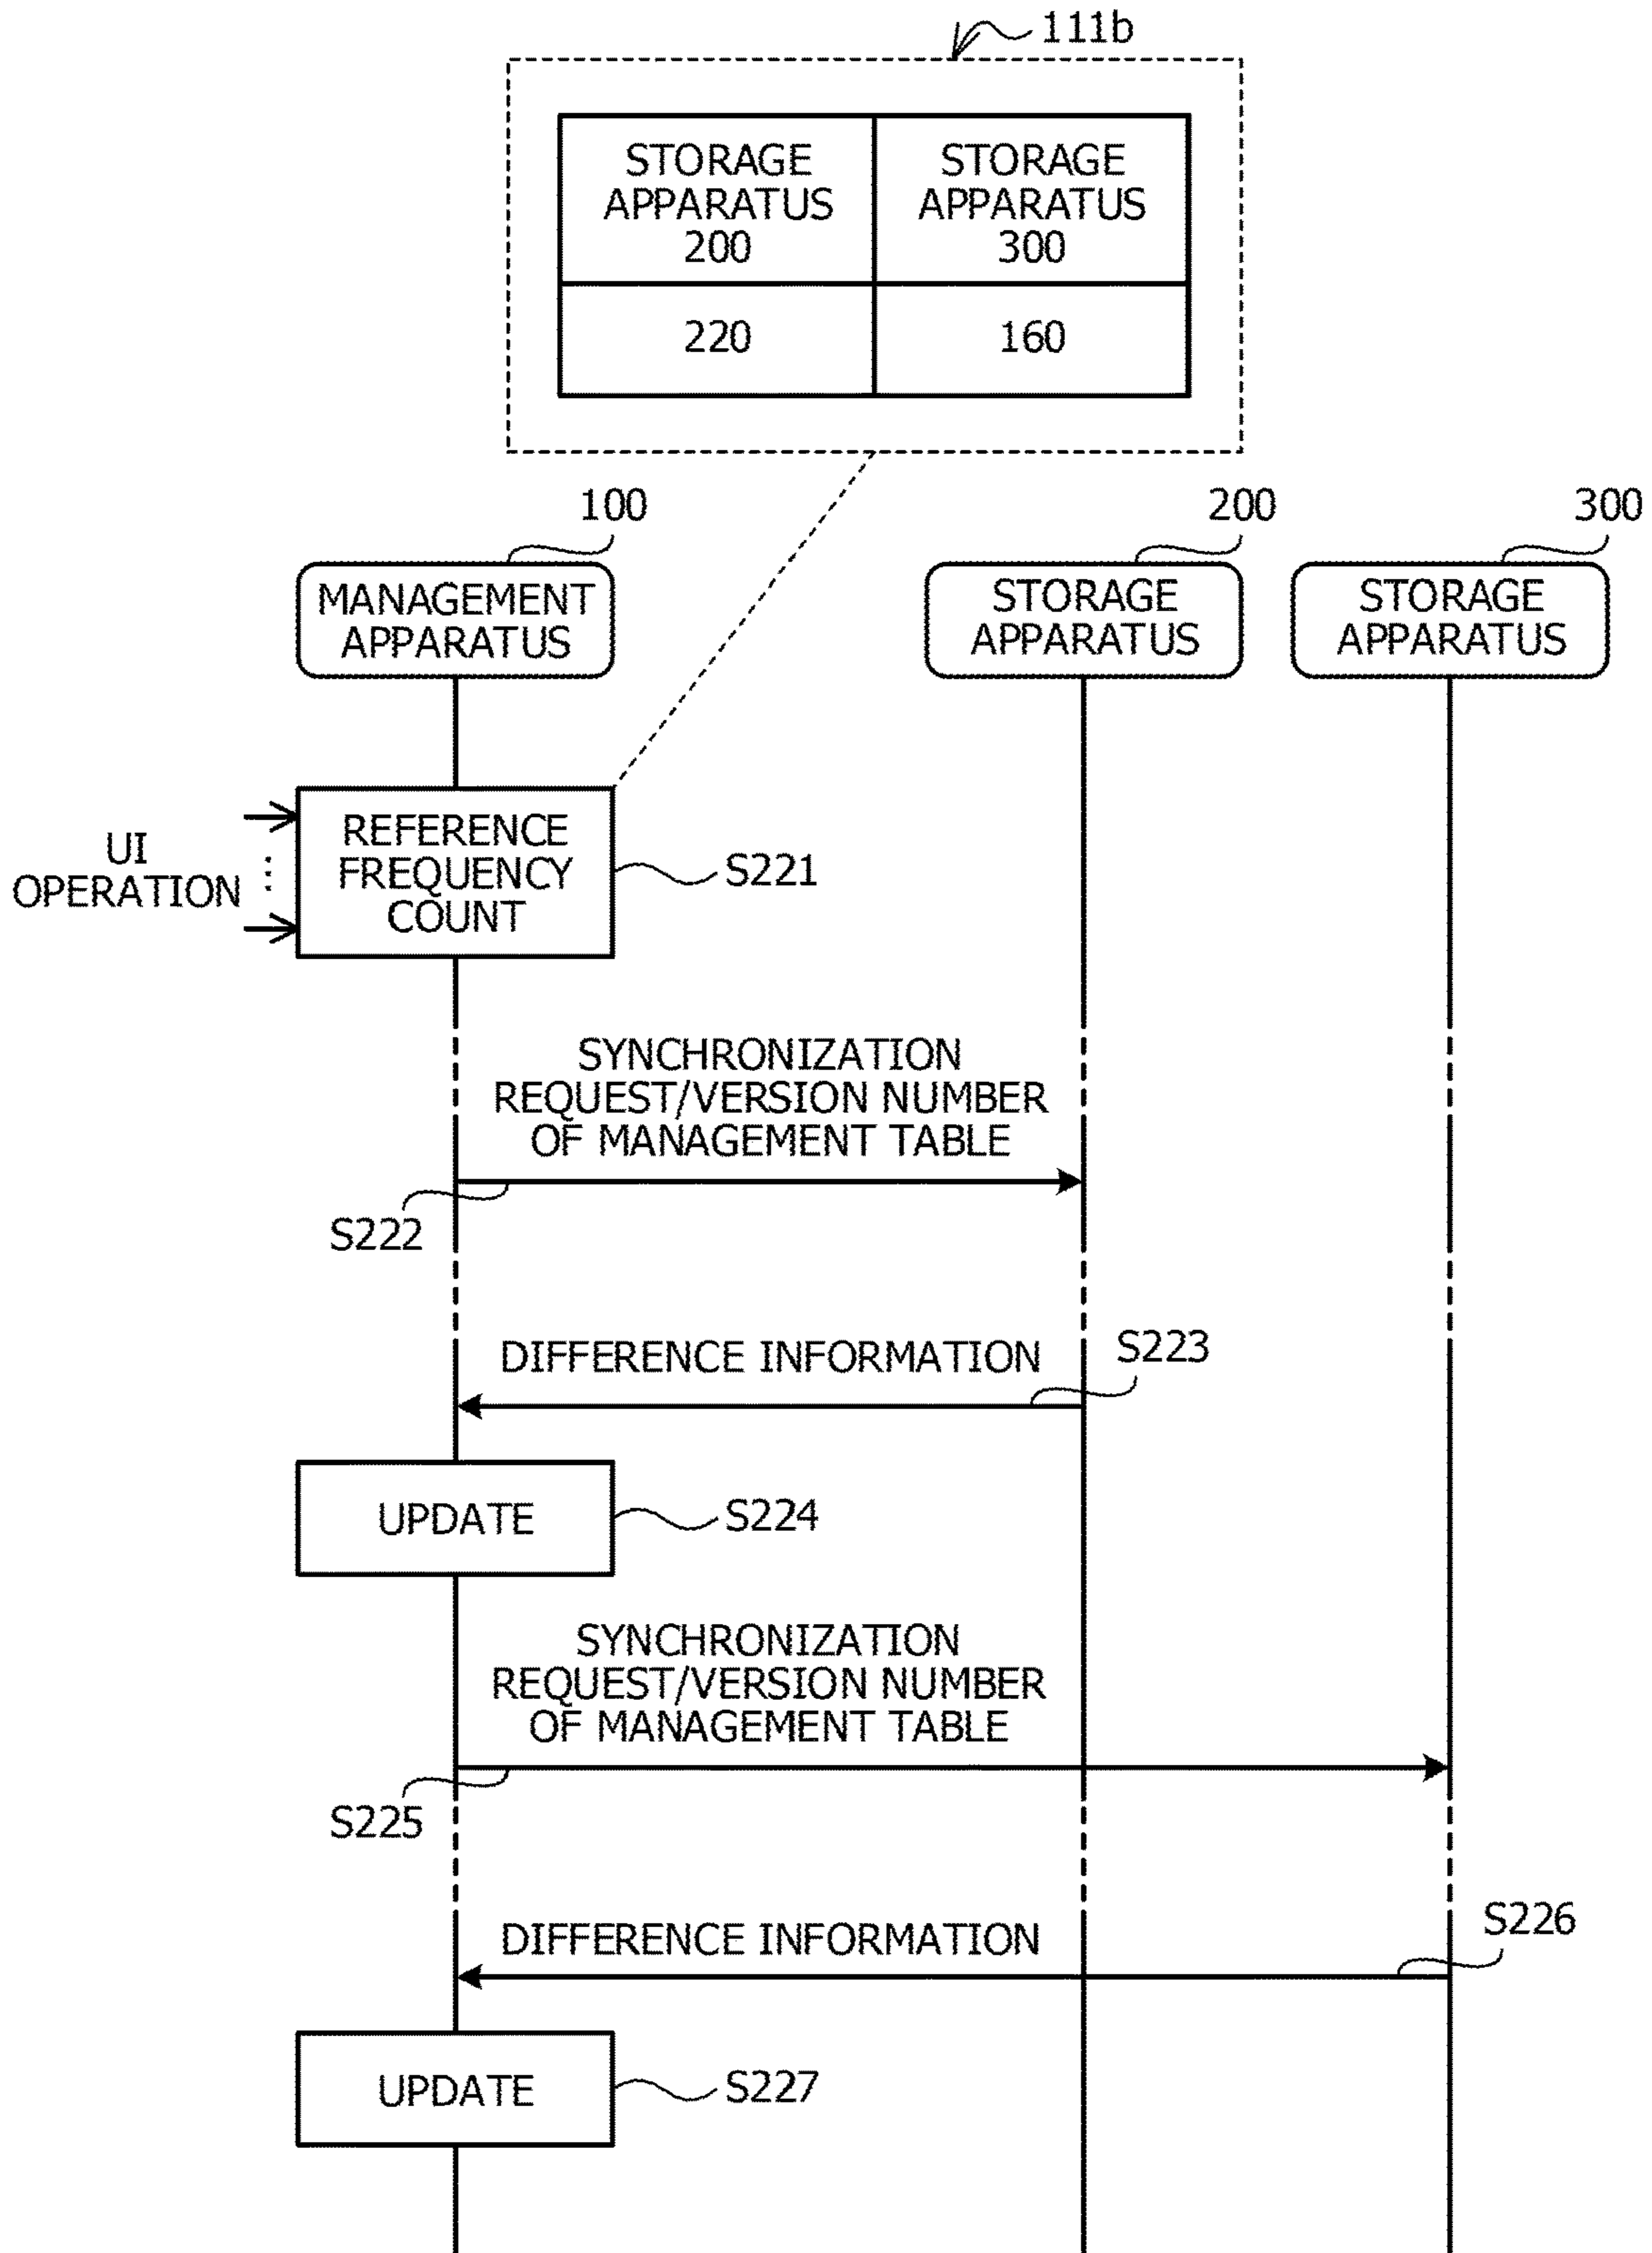 111b
STORAGE
APPARATUS
200
STORAGE
APPARATUS
300
220
160
100
200
300
MANAGEMENT
APPARATUS
STORAGE
APPARATUS
STORAGE
APPARATUS
UI
OPERATION
REFERENCE
FREQUENCY
COUNT
S221
SYNCHRONIZATION
REQUEST/VERSION NUMBER
OF MANAGEMENT TABLE
S222
DIFFERENCE INFORMATION
S223
UPDATE
S224
SYNCHRONIZATION
REQUEST/VERSION NUMBER
OF MANAGEMENT TABLE
S225
DIFFERENCE INFORMATION
S226
UPDATE
S227